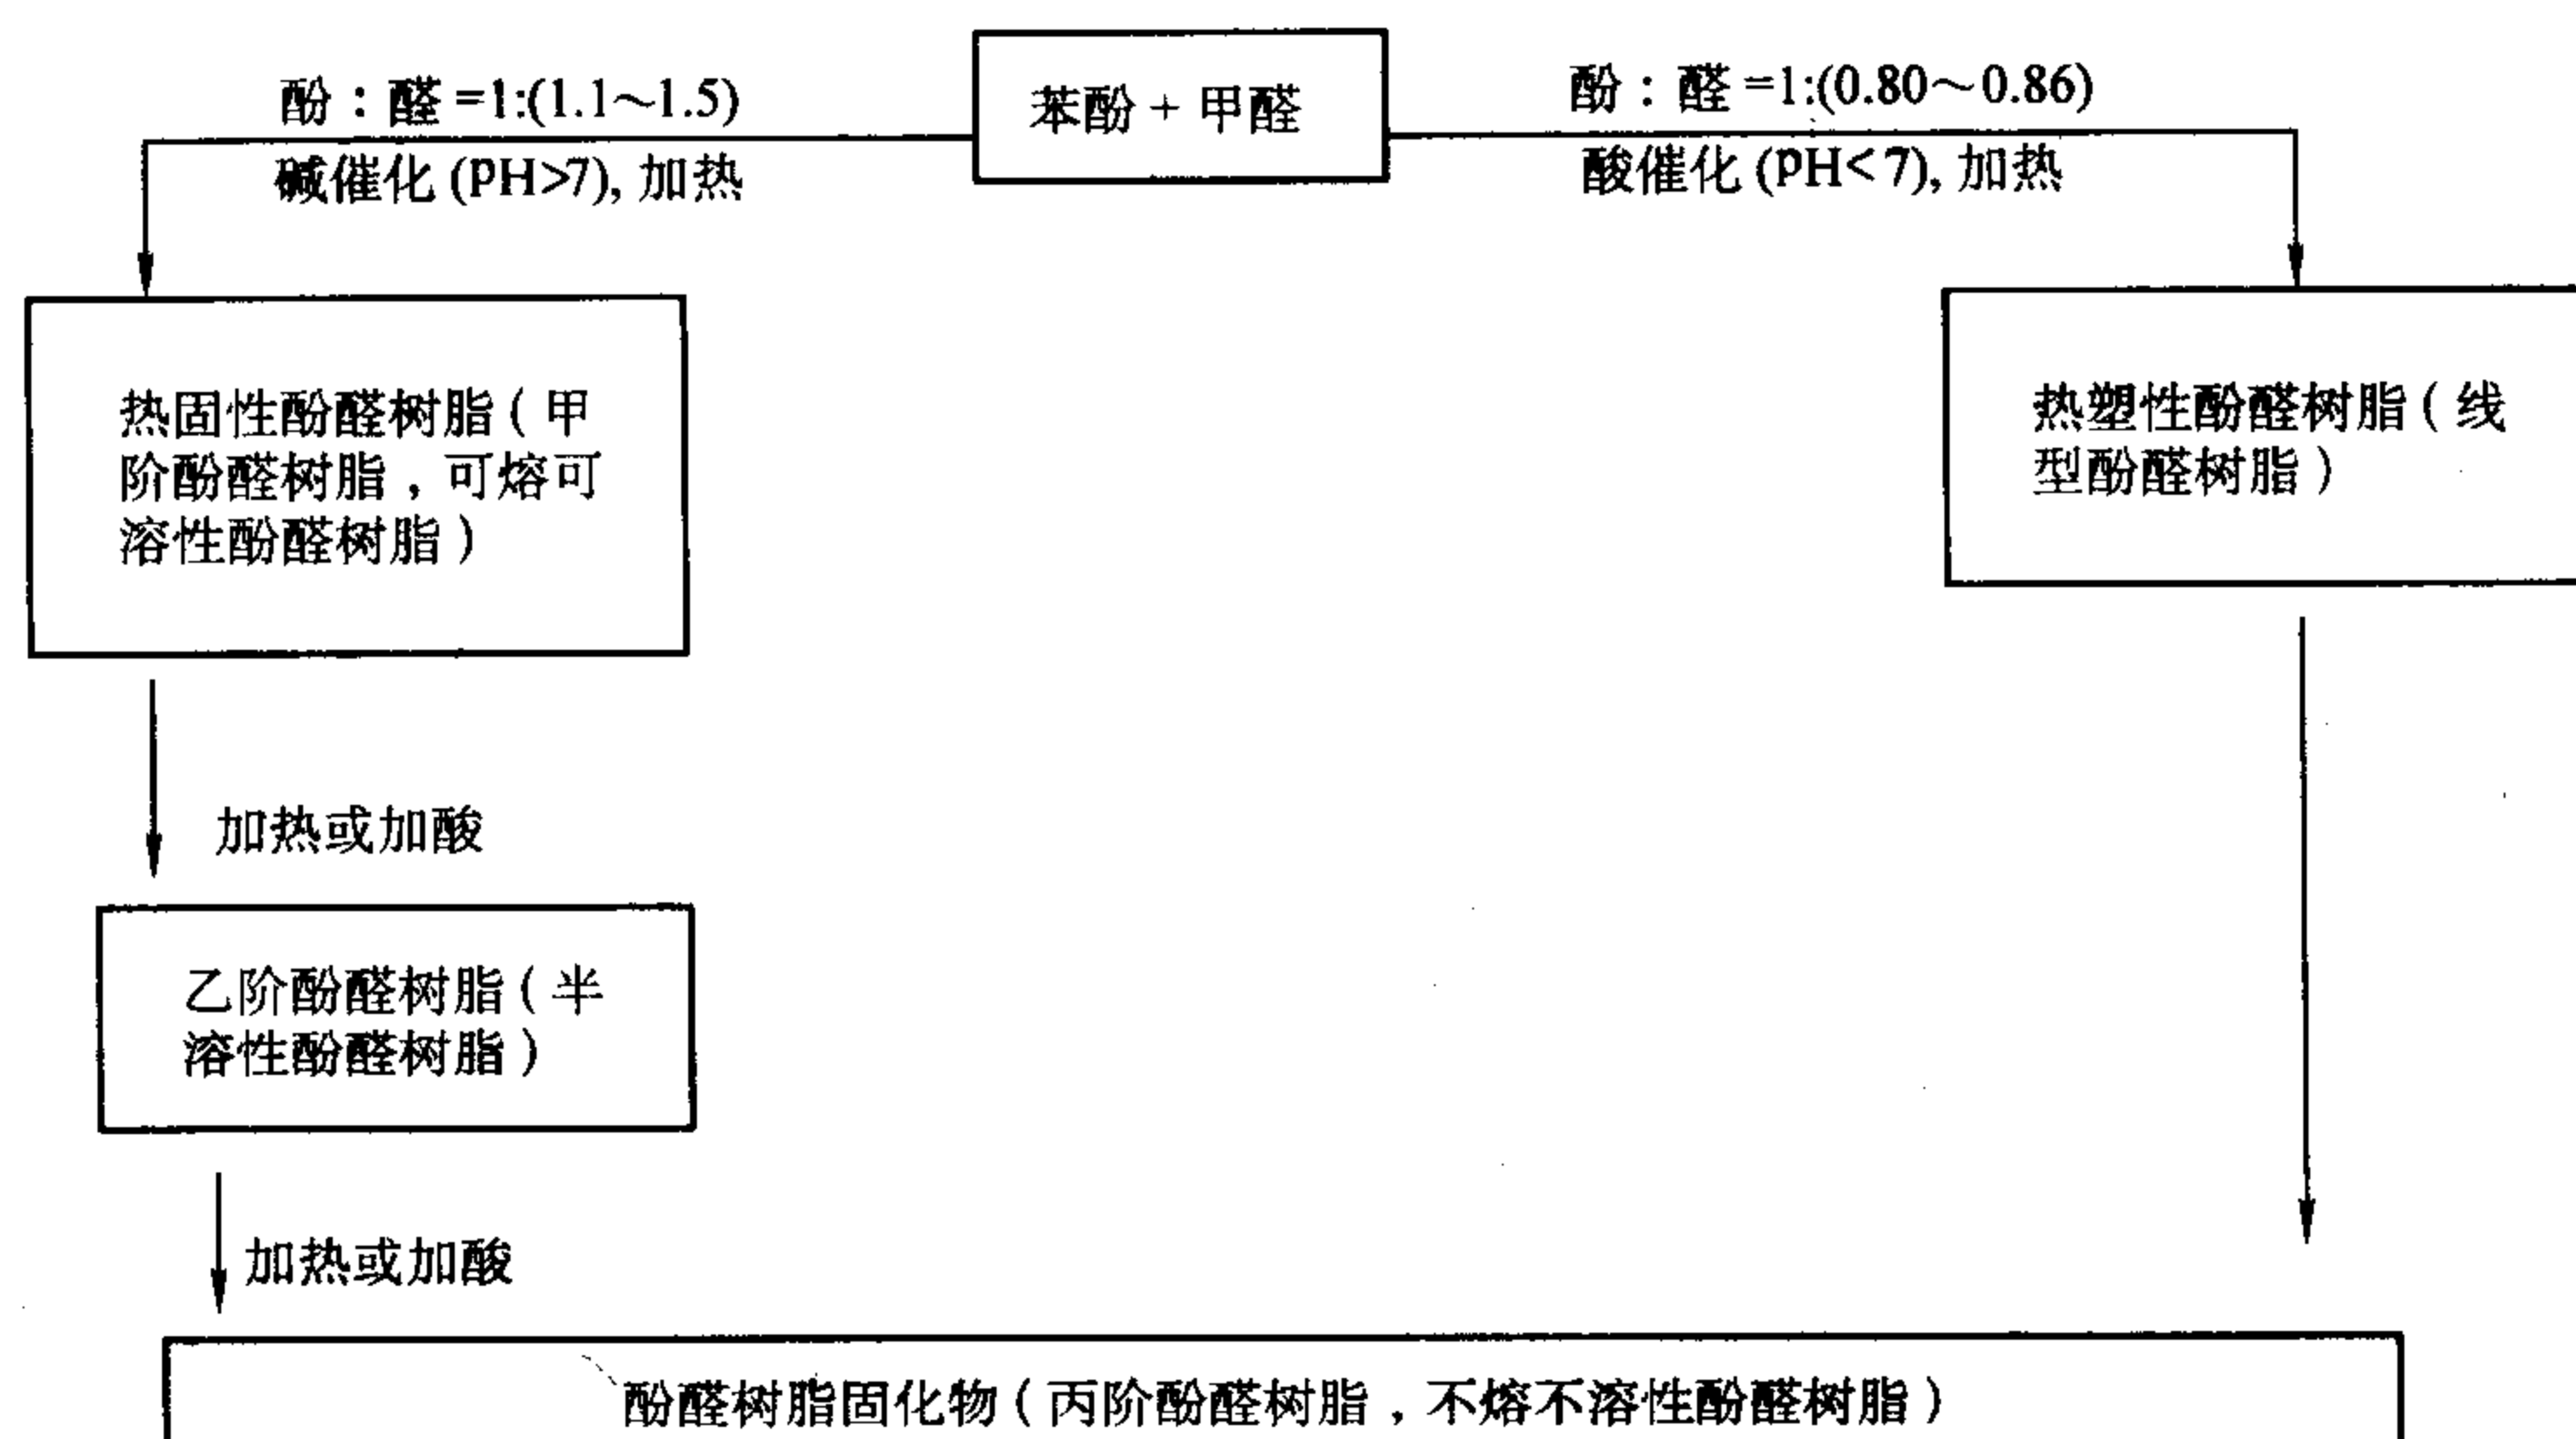 酚：醛=1:(1.1～1.5)
碱催化(pH>7),加热
苯酚+甲醛
酚：醛=1:(0.80～0.86)
酸催化(pH<7),加热
热固性酚醛树脂（甲
阶酚醛树脂，可熔可
溶性酚醛树脂）
热塑性酚醛树脂（线
型酚醛树脂）
加热或加酸
乙阶酚醛树脂（半
溶性酚醛树脂）
加热或加酸
酚醛树脂固化物（丙阶酚醛树脂，不熔不溶性酚醛树脂）